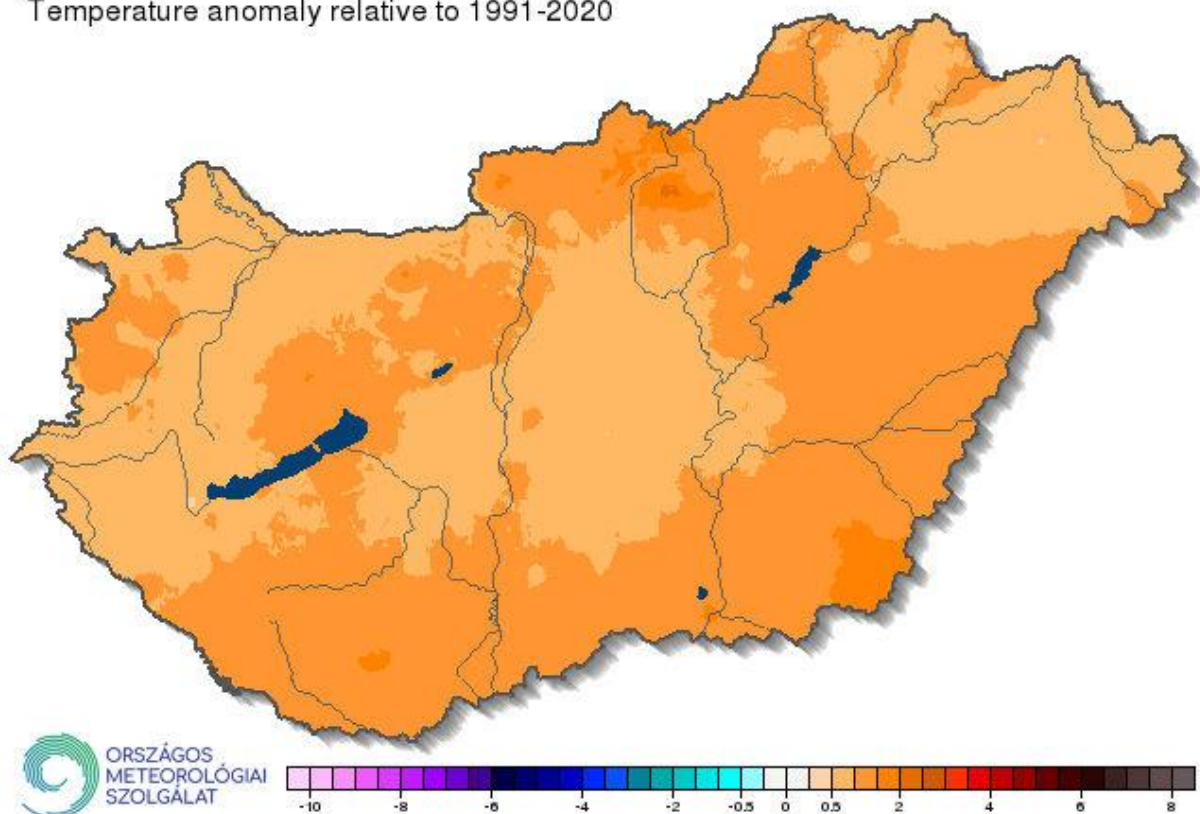 Temperature anomaly relative to 1991-2020
ORSZÁGOS
METEOROLÓGIAI
SZOLGÁLAT
-10 -8 -6 -4 -2 -0.5 0 0.5 2 4 6 8